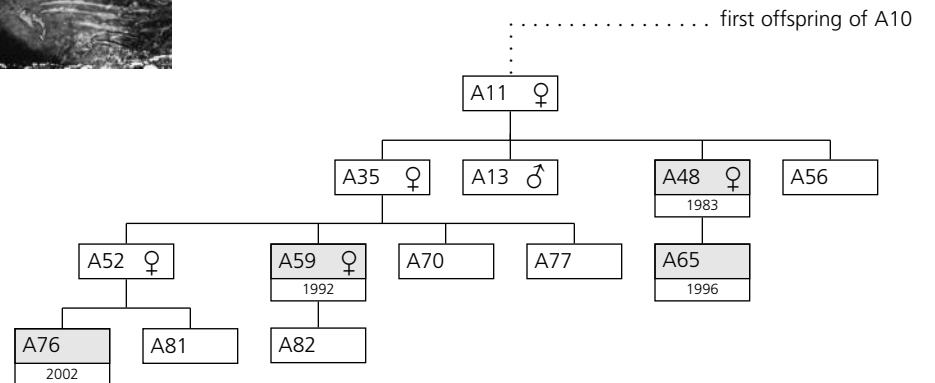 first offspring of A10
A11 ♀
A35 ♀ A13 ♂ A48 ♀ A56
1983
A52 ♀ A59 ♀ A70 A77 A65
1992 1996
A76 A81 A82
2002